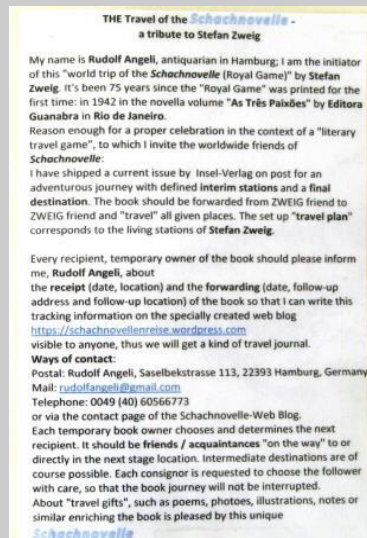 THE Travel of the Schachnovelle -
a tribute to Stefan Zweig
My name is Rudolf Angeli, antiquarian in Hamburg; I am the initiator
of this "world trip of the Schachnovelle (Royal Game)" by Stefan
Zweig. It's been 75 years since the "Royal Game" was printed for the
first time: in 1942 in the novella volume "As Três Paixões" by Editora
Guanabra in Rio de Janeiro.
Reason enough for a proper celebration in the context of a "literary
travel game", to which I invite the worldwide friends of
Schachnovelle:
I have shipped a current issue by Insel-Verlag on post for an
adventurous journey with defined interim stations and a final
destination. The book should be forwarded from ZWEIG friend to
ZWEIG friend and "travel" all given places. The set up "travel plan"
corresponds to the living stations of Stefan Zweig.
Every recipient, temporary owner of the book should please inform
me, Rudolf Angeli, about
the receipt (date, location) and the forwarding (date, follow-up
address and follow-up location) of the book so that I can write this
tracking information on the specially created web blog
https://schachnovellenreise.wordpress.com
visible to anyone, thus we will get a kind of travel journal.
Ways of contact:
Postal: Rudolf Angeli, Saselbekstrasse 113, 22393 Hamburg, Germany
Mail: rudolfangeli@gmail.com
Telephone: 0049 (40) 60566773
or via the contact page of the Schachnovelle-Web Blog.
Each temporary book owner chooses and determines the next
recipient. It should be friends / acquaintances "on the way" to or
directly in the next stage location. Intermediate destinations are of
course possible. Each consignor is requested to choose the follower
with care, so that the book journey will not be interrupted.
About "travel gifts", such as poems, photoes, illustrations, notes or
similar enriching the book is pleased by this unique
Schachnovelle